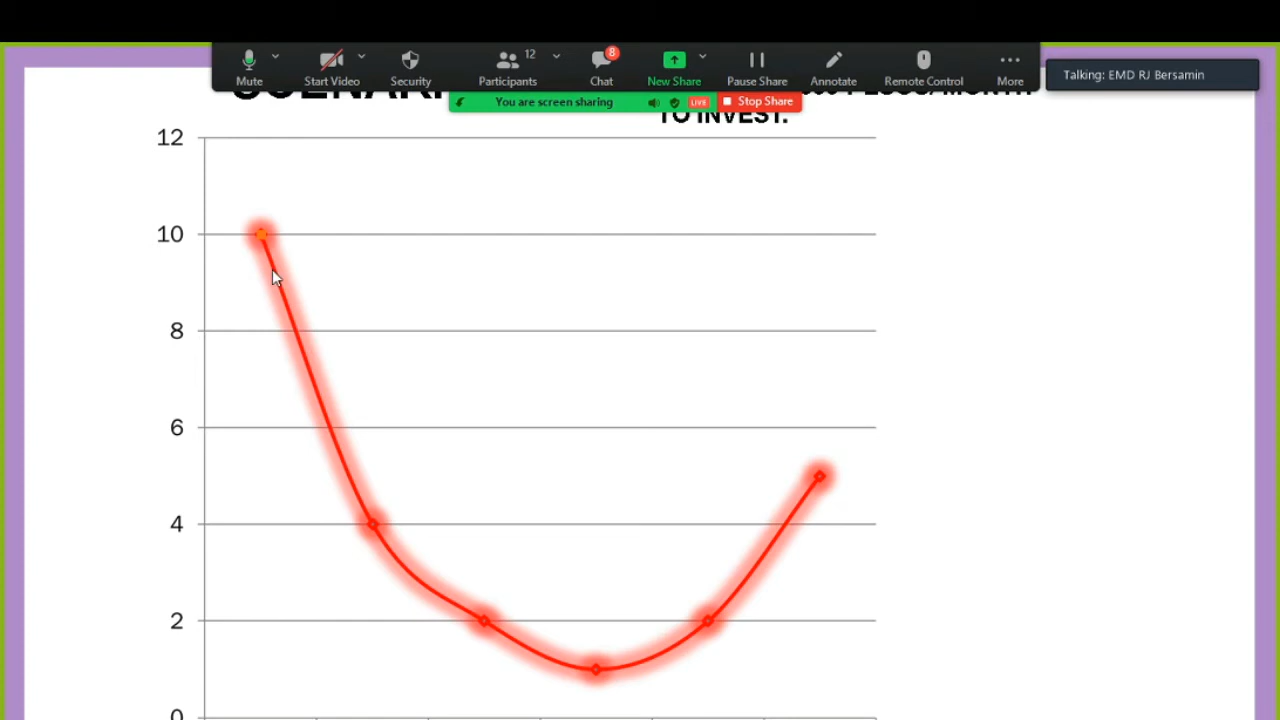 12
8
Mute
Start Video
Security
Participants
Chat
New Share
Pause Share
Annotate
Remote Control
More
Talking: EMD RJ Bersamin
You are screen sharing
LIVE
Stop Share
TO INVEST.
12
10
8
6
4
2
0